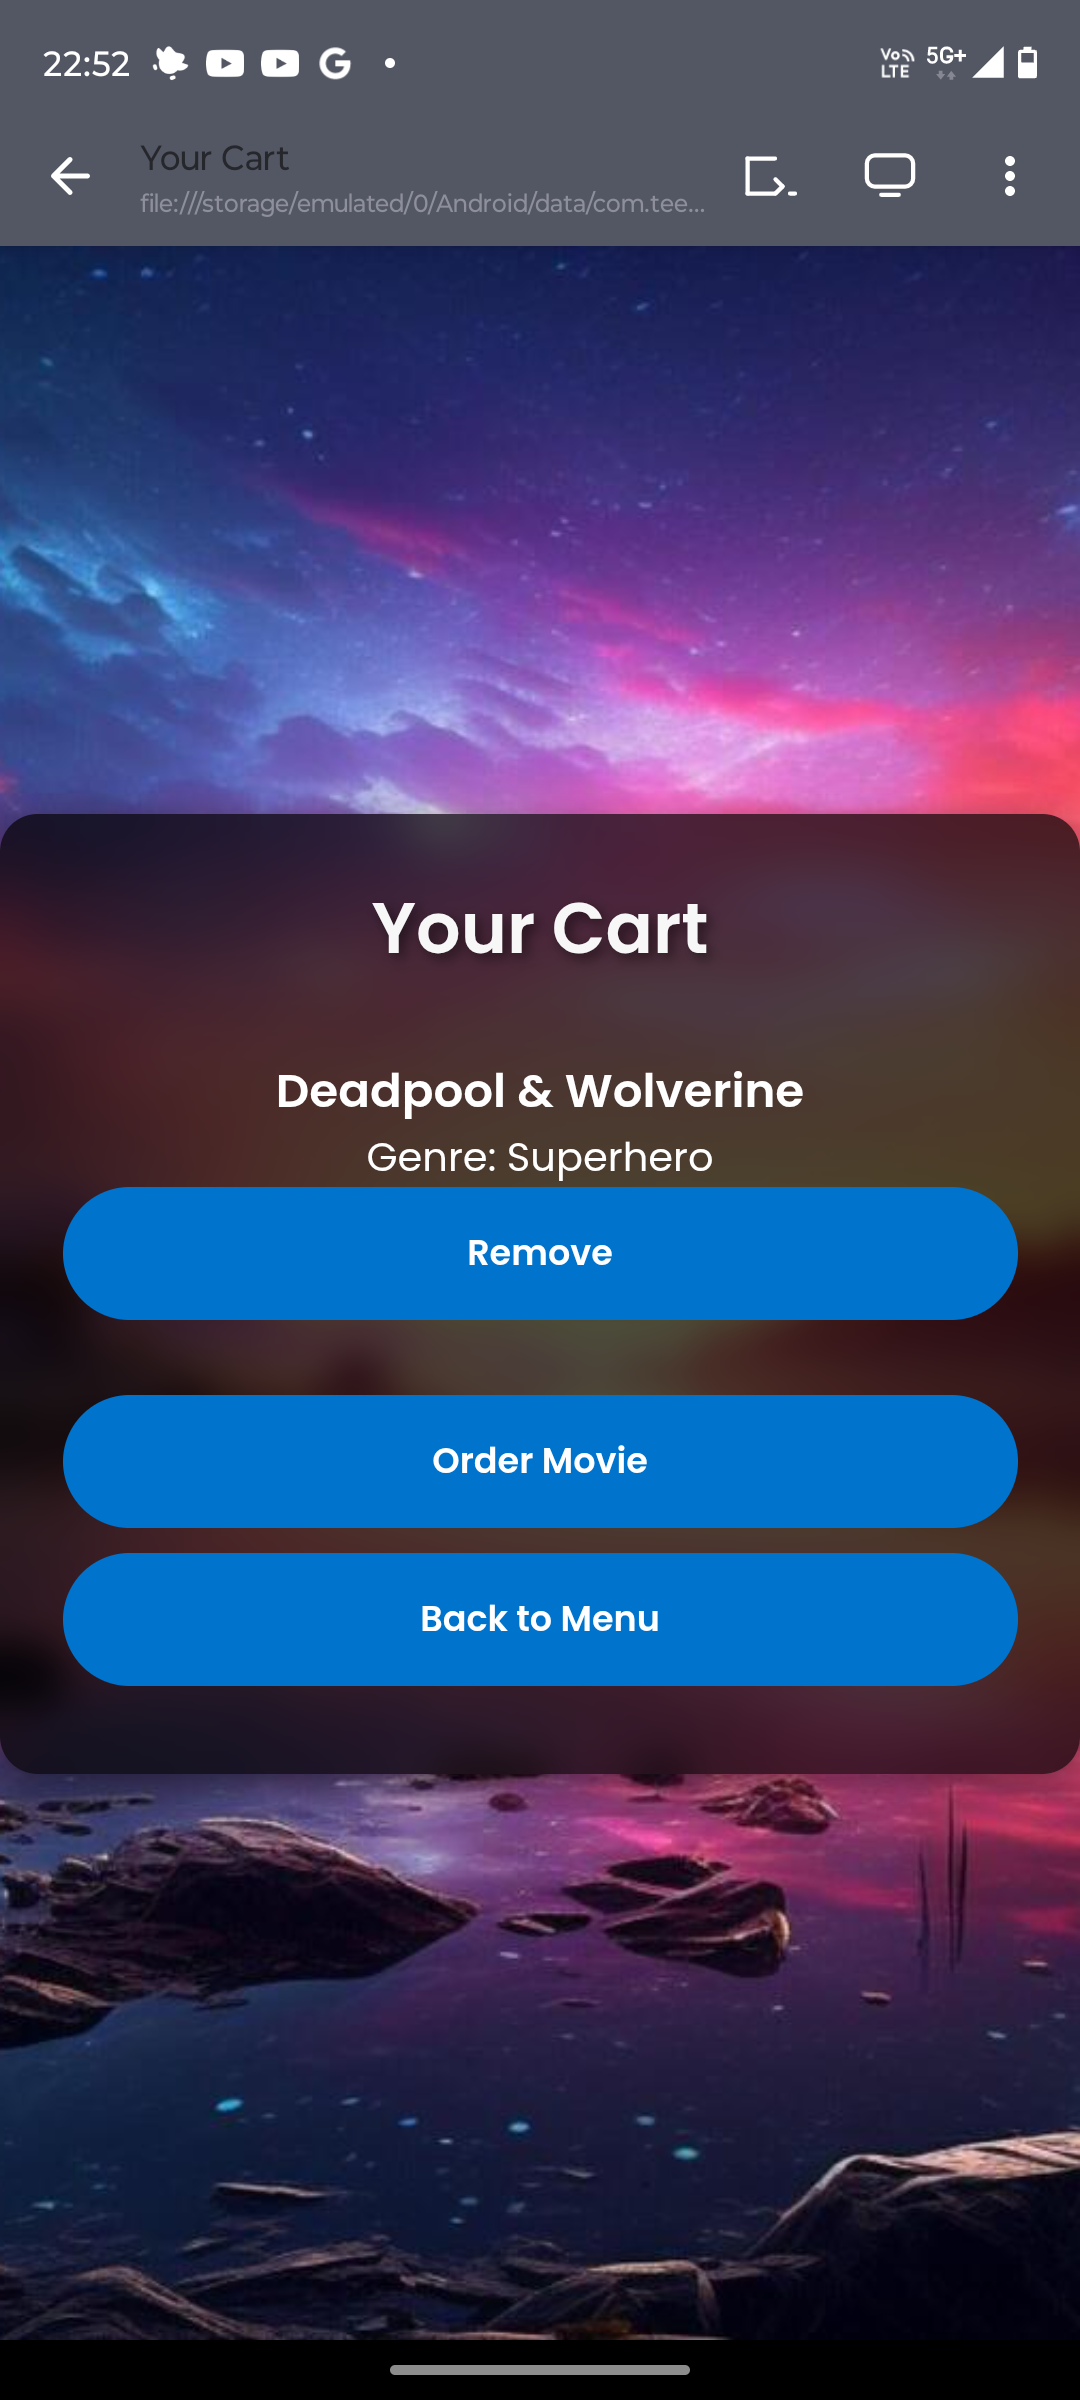 22:52
Vo LTE 5G+
Your Cart
file:///storage/emulated/0/Android/data/com.tee...
Your Cart
Deadpool & Wolverine
Genre: Superhero
Remove
Order Movie
Back to Menu